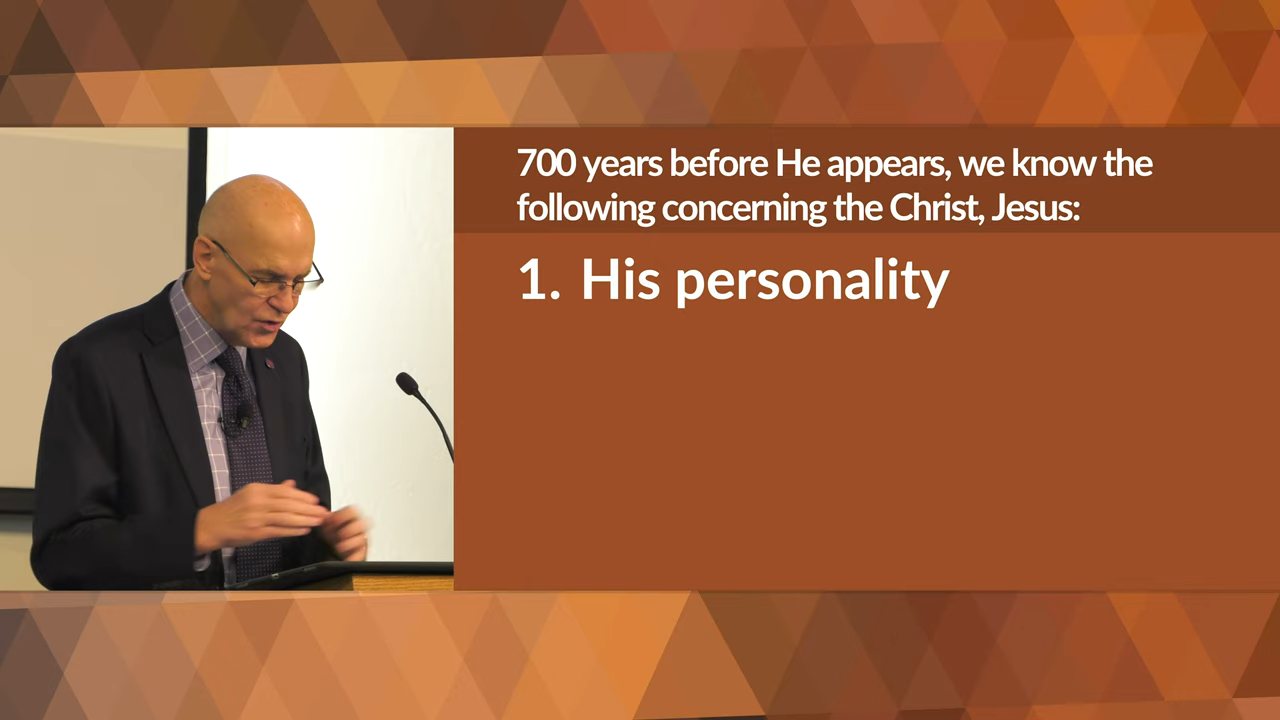 700 years before He appears, we know the
following concerning the Christ, Jesus:
1. His personality